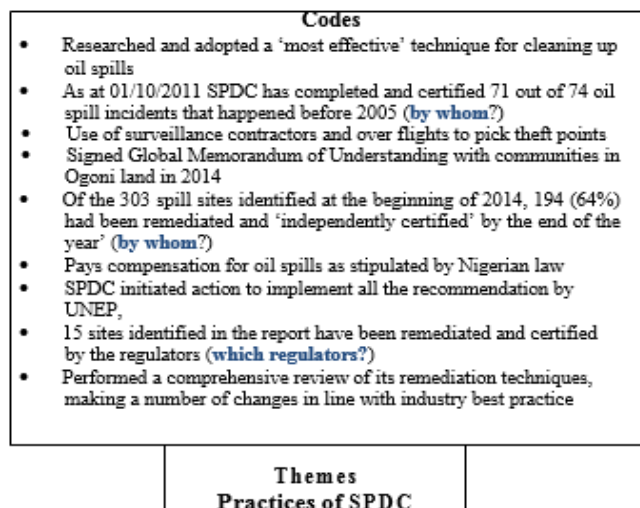 Codes
• Researched and adopted a ‘most effective’ technique for cleaning up
oil spills
• As at 01/10/2011 SPDC has completed and certified 71 out of 74 oil
spill incidents that happened before 2005 (by whom?)
• Use of surveillance contractors and over flights to pick theft points
• Signed Global Memorandum of Understanding with communities in
Ogoni land in 2014
• Of the 303 spill sites identified at the beginning of 2014, 194 (64%)
had been remediated and ‘independently certified’ by the end of the
year’ (by whom?)
• Pays compensation for oil spills as stipulated by Nigerian law
• SPDC initiated action to implement all the recommendation by
UNEP,
• 15 sites identified in the report have been remediated and certified
by the regulators (which regulators?)
• Performed a comprehensive review of its remediation techniques,
making a number of changes in line with industry best practice
Themes
Practices of SPDC